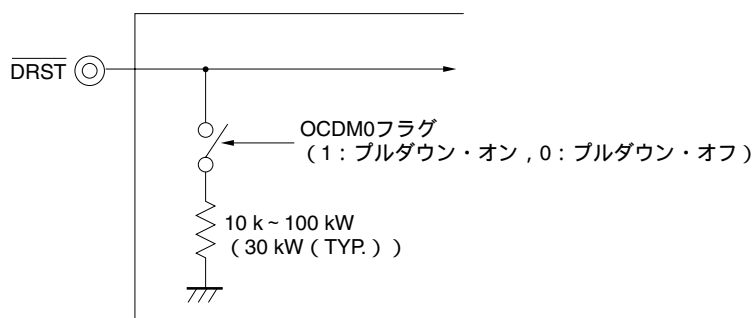 DRST
OCDM0フラグ
（1：プルダウン・オン，0：プルダウン・オフ）
10 k ~ 100 kW
（30 kW（TYP.））